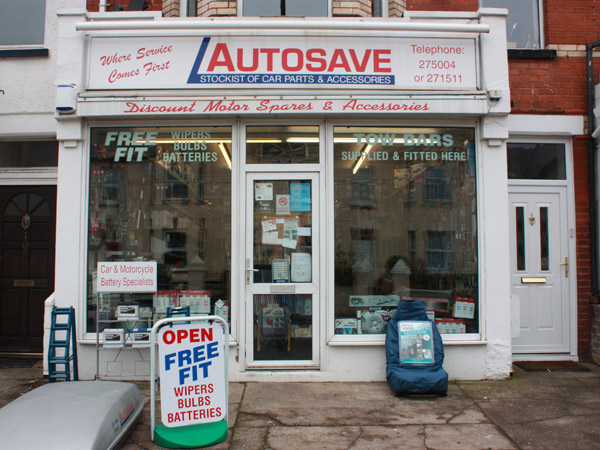 Where Service
Comes First
AUTOSAVE
STOCKIST OF CAR PARTS & ACCESSORIES
Telephone:
275004
or 271511
Discount Motor Spares & Accessories
FREE
FIT
WIPERS
BULBS
BATTERIES
TOW BARS
SUPPLIED & FITTED HERE
Car & Motorcycle
Battery Specialists
OPEN
FREE
FIT
WIPERS
BULBS
BATTERIES